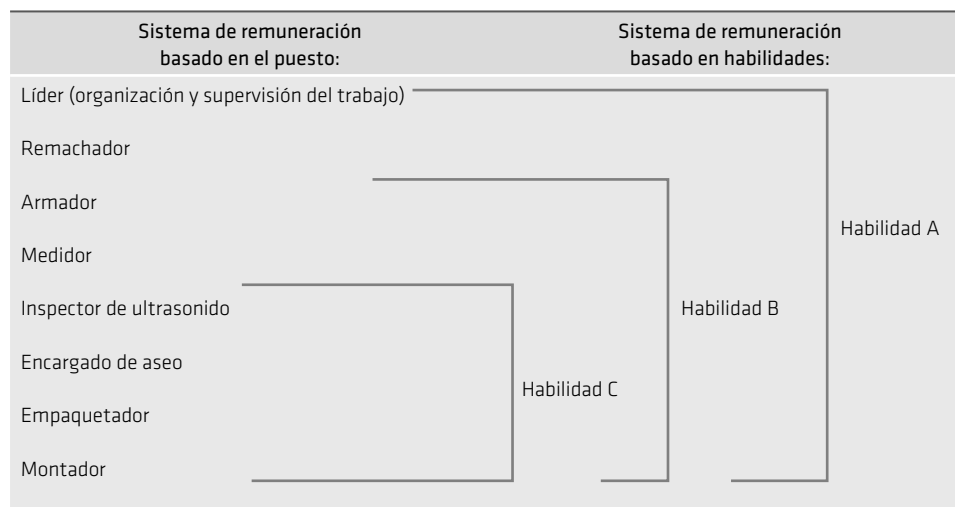 Sistema de remuneración
basado en el puesto:
Sistema de remuneración
basado en habilidades:
Líder (organización y supervisión del trabajo)
Remachador
Armador
Medidor
Inspector de ultrasonido
Encargado de aseo
Empaquetador
Montador
Habilidad C
Habilidad B
Habilidad A